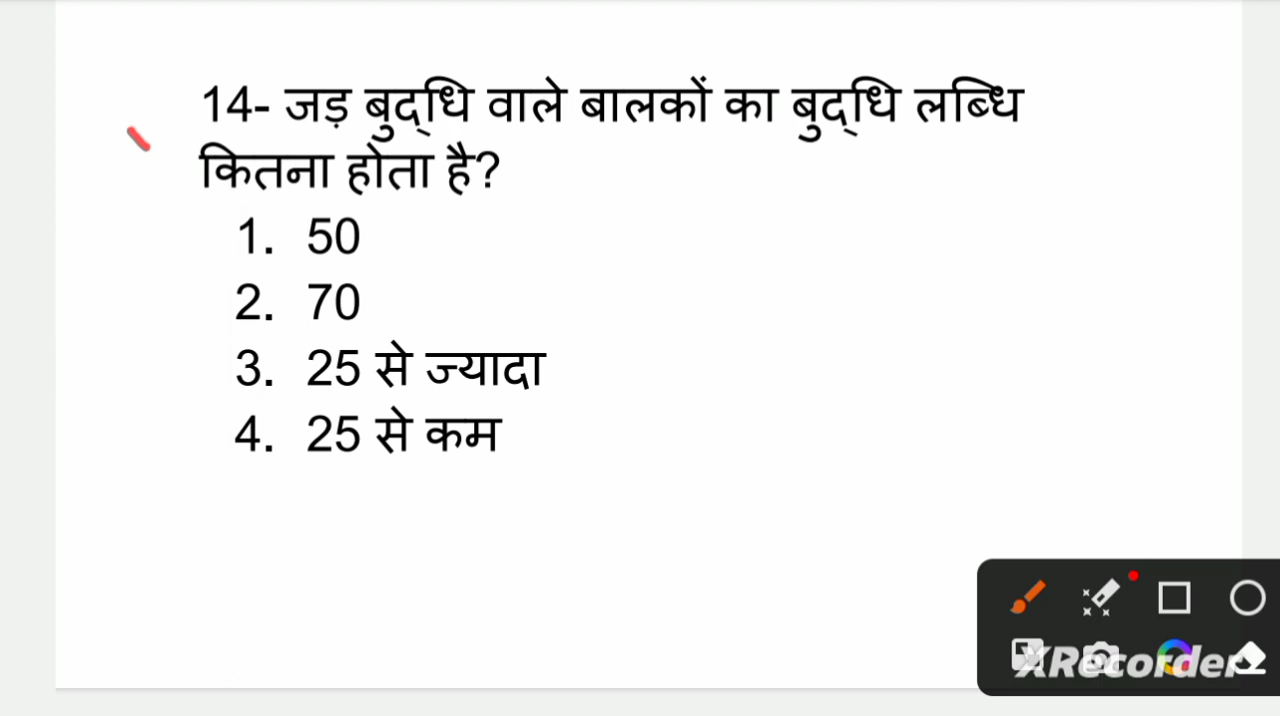 14- जड़ बुद्धि वाले बालकों का बुद्धि लब्धि
कितना होता है?
1. 50
2. 70
3. 25 से ज्यादा
4. 25 से कम
XRecorder